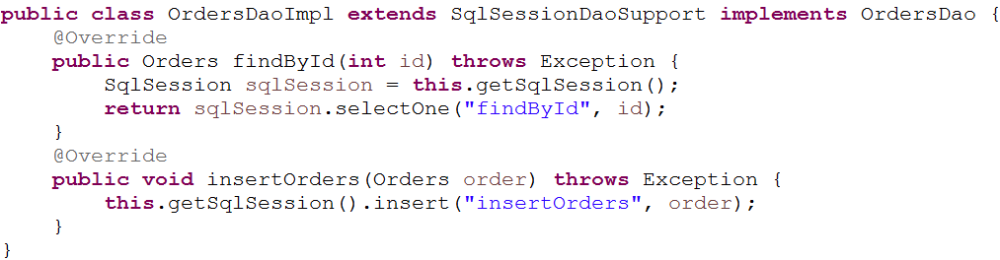 public class OrdersDaoImpl extends SqlSessionDaoSupport implements OrdersDao {
    @Override
    public Orders findById(int id) throws Exception {
        SqlSession sqlSession = this.getSqlSession();
        return sqlSession.selectOne("findById", id);
    }
    @Override
    public void insertOrders(Orders order) throws Exception {
        this.getSqlSession().insert("insertOrders", order);
    }
}